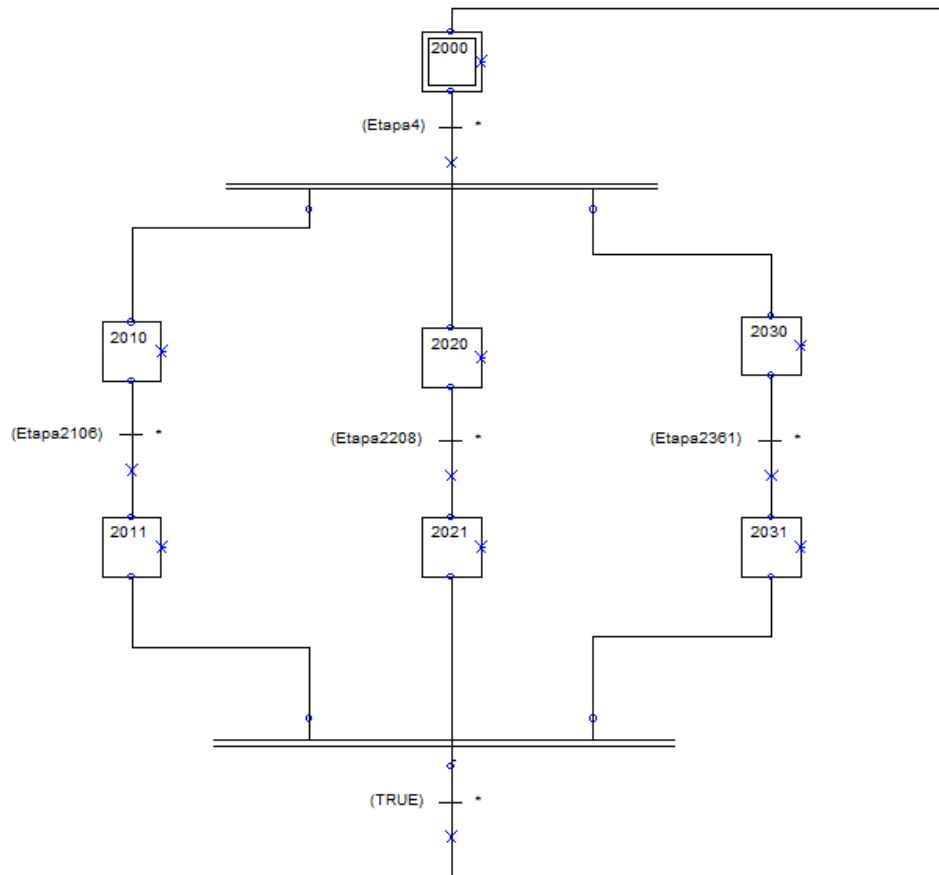 2000
(Etapa4) *
2010
2020
2030
(Etapa2106) *
(Etapa2208) *
(Etapa2361) *
2011
2021
2031
(TRUE) *